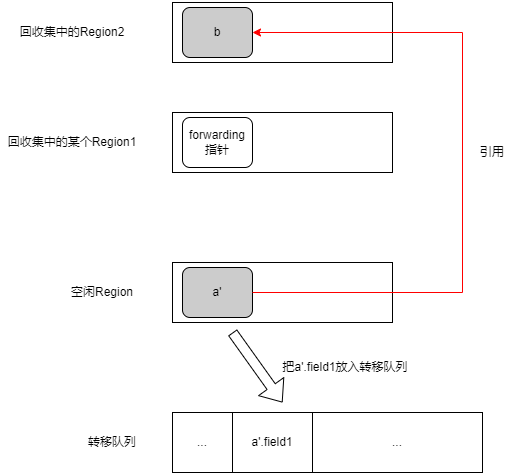 回收集中的Region2
b
回收集中的某个Region1
forwarding
指针
引用
空闲Region
a'
把a'.field1放入转移队列
转移队列
...
a'.field1
...